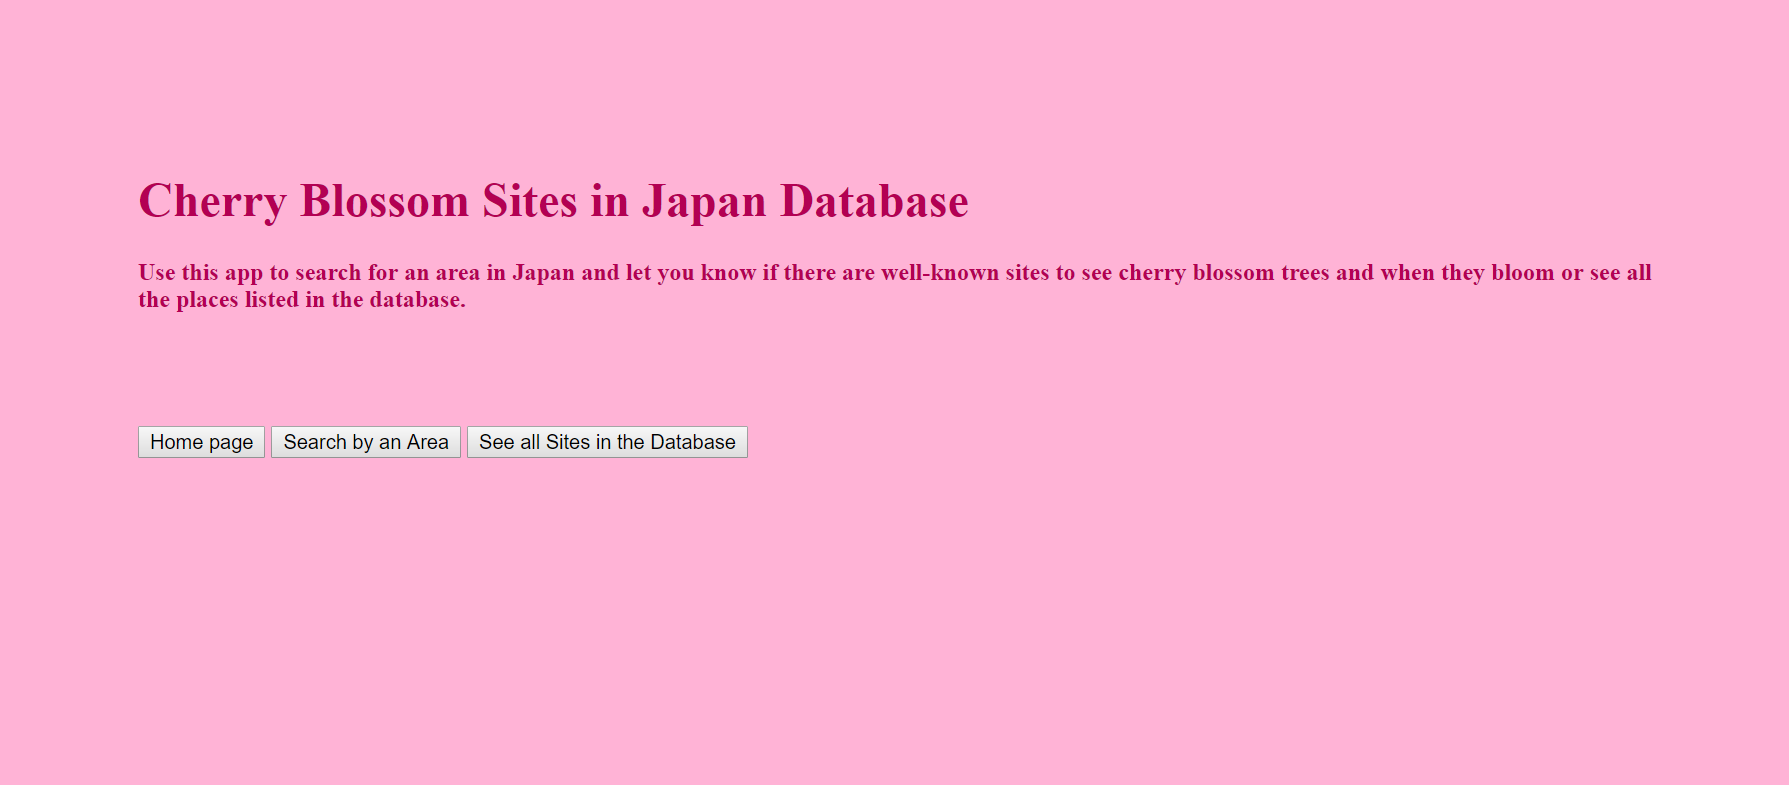 Cherry Blossom Sites in Japan Database
Use this app to search for an area in Japan and let you know if there are well-known sites to see cherry blossom trees and when they bloom or see all
the places listed in the database.
Home page Search by an Area See all Sites in the Database